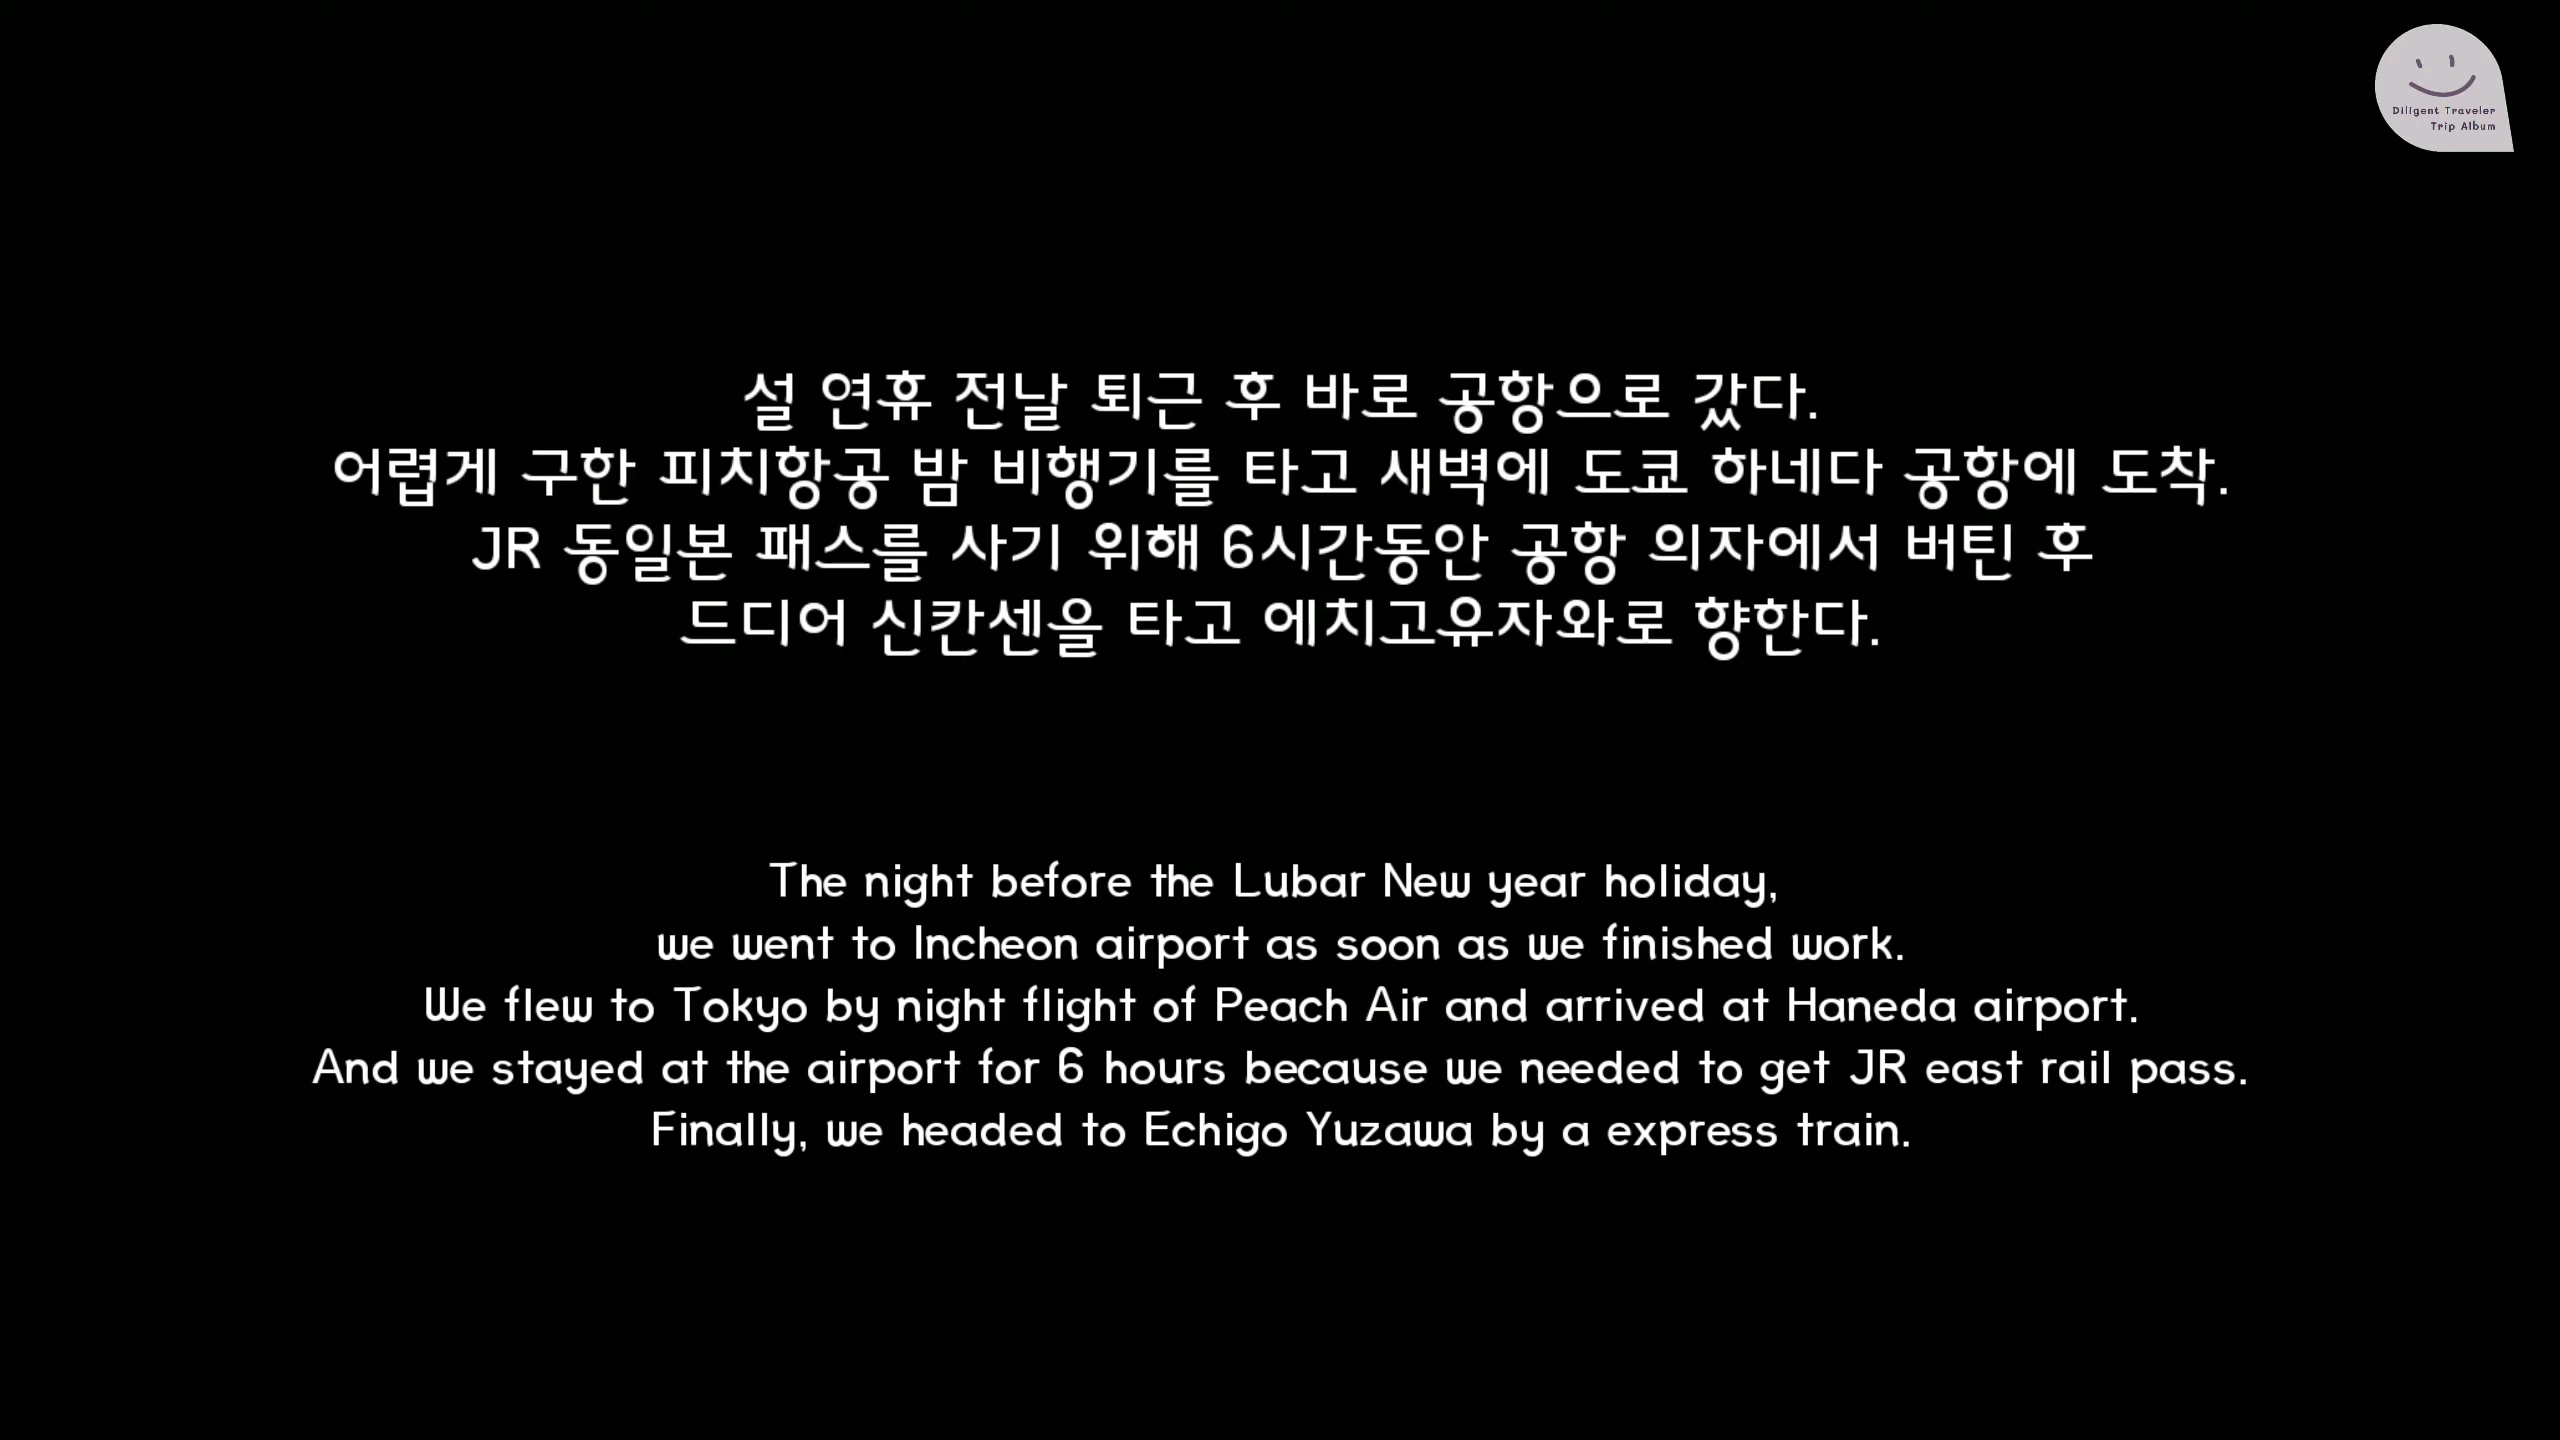 Diligent Traveler
Trip Album
설 연휴 전날 퇴근 후 바로 공항으로 갔다.
어렵게 구한 피치항공 밤 비행기를 타고 새벽에 도쿄 하네다 공항에 도착.
JR 동일본 패스를 사기 위해 6시간동안 공항 의자에서 버틴 후
드디어 신칸센을 타고 에치고유자와로 향한다.
The night before the Lubar New year holiday,
we went to Incheon airport as soon as we finished work.
We flew to Tokyo by night flight of Peach Air and arrived at Haneda airport.
And we stayed at the airport for 6 hours because we needed to get JR east rail pass.
Finally, we headed to Echigo Yuzawa by a express train.